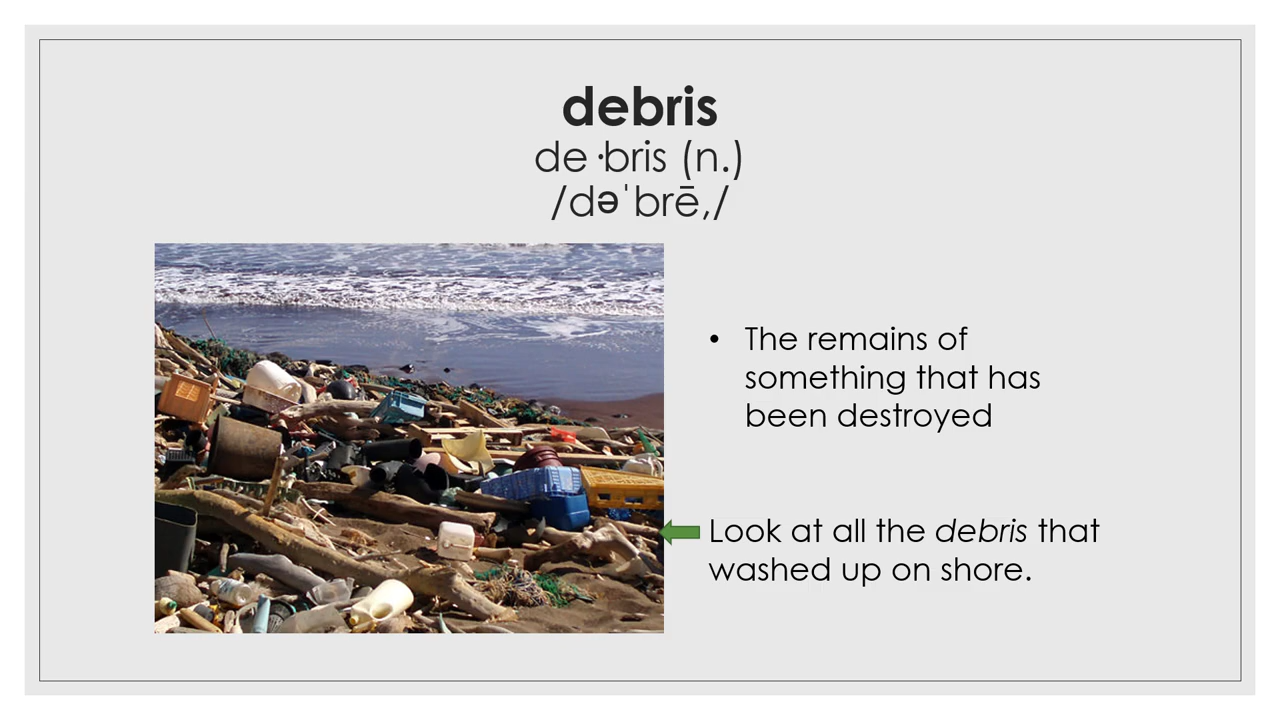 debris
de ·bris (n.)
/dəˈbrē,/
• The remains of
something that has
been destroyed
Look at all the debris that
washed up on shore.